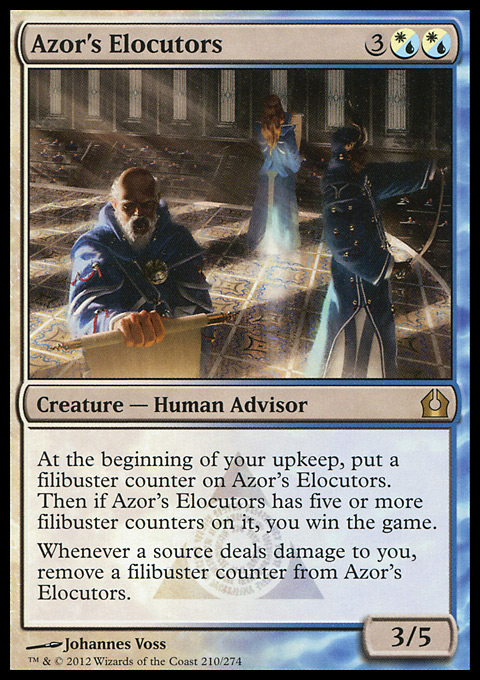 Azor's Elocutors 3
Creature — Human Advisor
At the beginning of your upkeep, put a
filibuster counter on Azor's Elocutors.
Then if Azor's Elocutors has five or more
filibuster counters on it, you win the game.
Whenever a source deals damage to you,
remove a filibuster counter from Azor's
Elocutors.
Johannes Voss
3/5
™ & © 2012 Wizards of the Coast 210/274